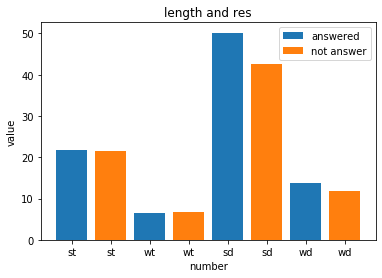 length and res
answered
not answer
50
40
30
20
10
0
value
st st wt wt sd sd wd wd
number